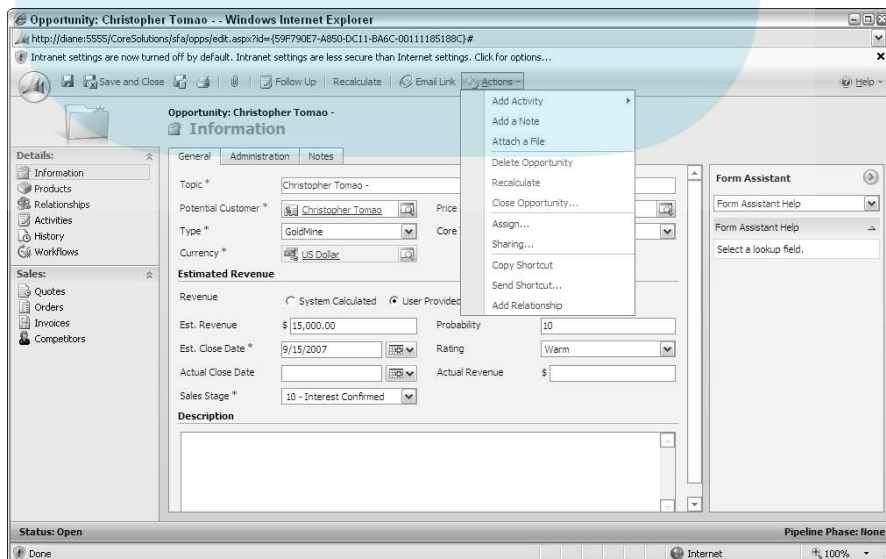 Opportunity: Christopher Tomao - - Windows Internet Explorer
http://diane:5555/CoreSolutions/sfa/opps/edit.aspx?id={59F790E7-A850-DC11-BA6C-00111185188C}#
Intranet settings are now turned off by default. Intranet settings are less secure than Internet settings. Click for options...
Save and Close Follow Up Recalculate Email Link Actions Help
Opportunity: Christopher Tomao -
Information
Details:
Information
Products
Relationships
Activities
History
Workflows
Sales:
Quotes
Orders
Invoices
Competitors
General Administration Notes
Topic * Christopher Tomao -
Potential Customer * Christopher Tomao Price
Type * GoldMine Core
Currency * US Dollar
Estimated Revenue
Revenue System Calculated User Provided
Est. Revenue $ 15,000.00 Probability 10
Est. Close Date * 9/15/2007 Rating Warm
Actual Close Date Actual Revenue $
Sales Stage * 10 - Interest Confirmed
Description
Add Activity
Add a Note
Attach a File
Delete Opportunity
Recalculate
Close Opportunity...
Assign...
Sharing...
Copy Shortcut
Send Shortcut...
Add Relationship
Form Assistant
Form Assistant Help
Form Assistant Help
Select a lookup field.
Status: Open Pipeline Phase: None
Done Internet 100%